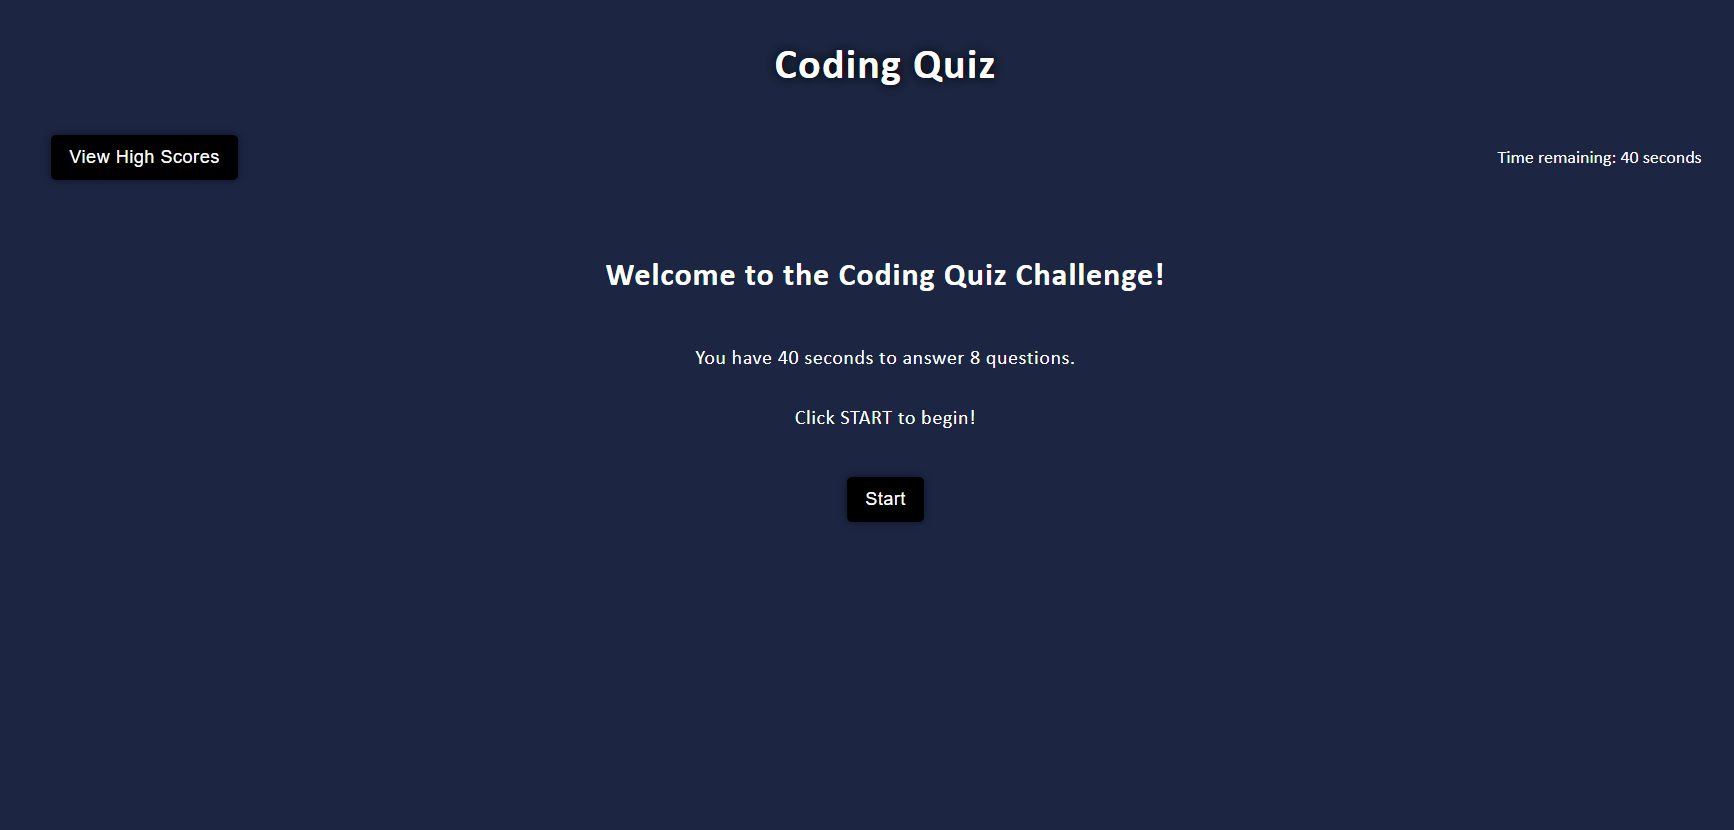 Coding Quiz
View High Scores
Time remaining: 40 seconds
Welcome to the Coding Quiz Challenge!
You have 40 seconds to answer 8 questions.
Click START to begin!
Start